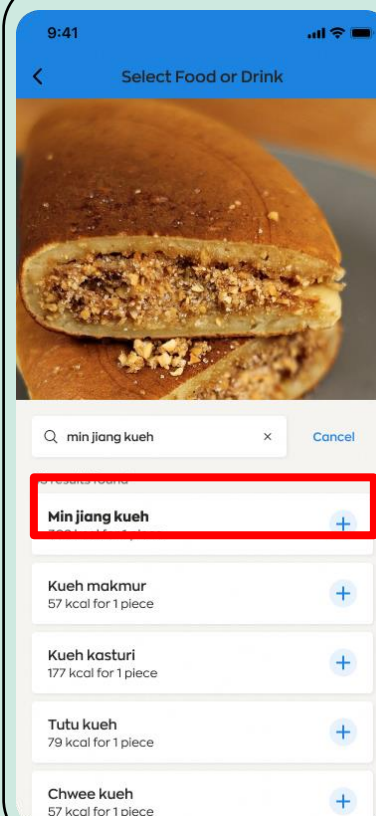 9:41
Select Food or Drink
min jiang kueh
Cancel
results found
Min jiang kueh
Kueh makmur
57 kcal for 1 piece
Kueh kasturi
177 kcal for 1 piece
Tutu kueh
79 kcal for 1 piece
Chwee kueh
57 kcal for 1 piece